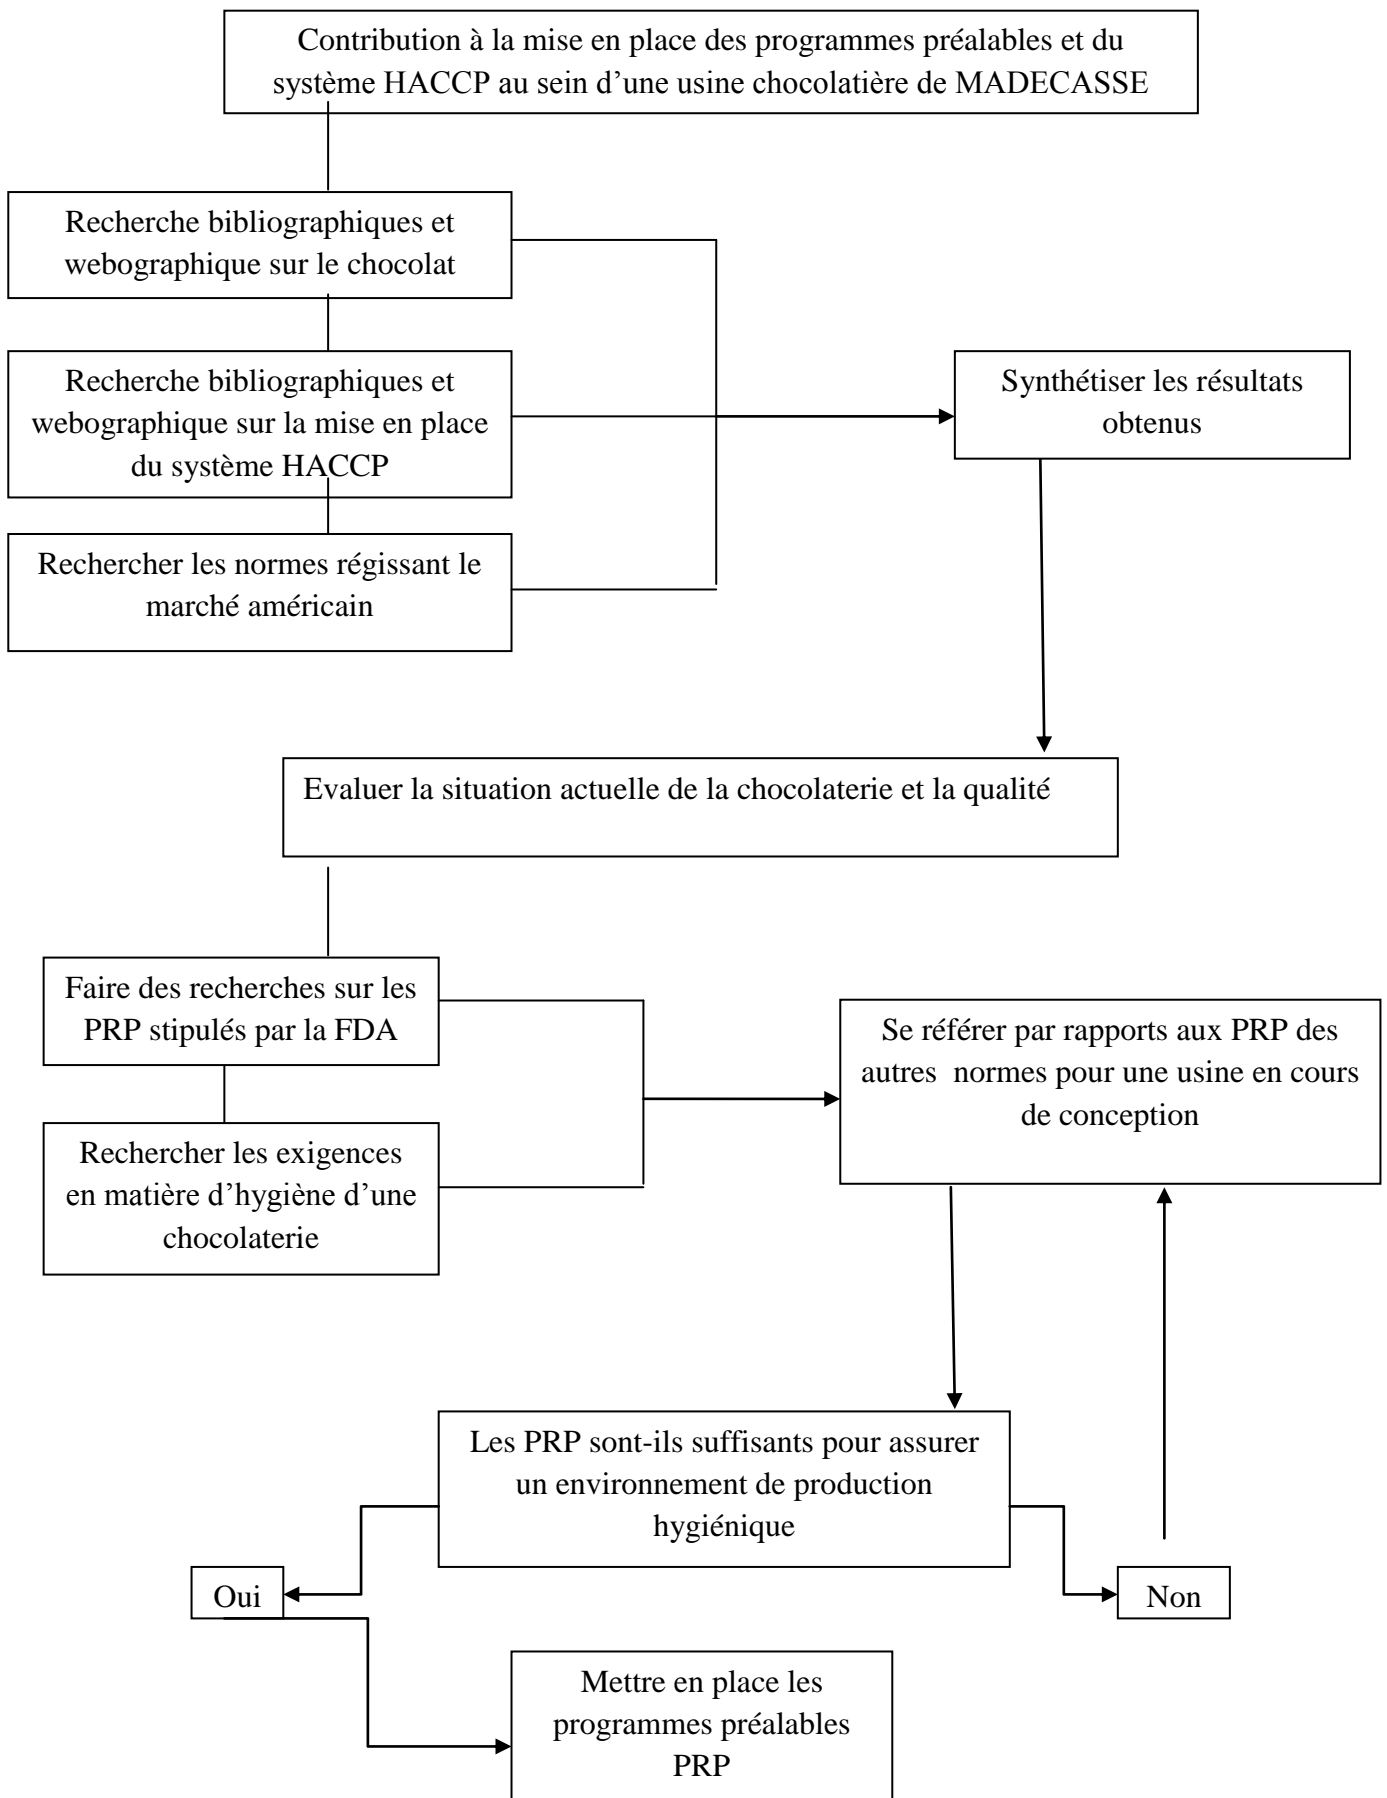 Contribution à la mise en place des programmes préalables et du
système HACCP au sein d’une usine chocolatière de MADECASSE
Recherche bibliographiques et
webographique sur le chocolat
Recherche bibliographiques et
webographique sur la mise en place
du système HACCP
Rechercher les normes régissant le
marché américain
Synthétiser les résultats
obtenus
Evaluer la situation actuelle de la chocolaterie et la qualité
Faire des recherches sur les
PRP stipulés par la FDA
Rechercher les exigences
en matière d’hygiène d’une
chocolaterie
Se référer par rapports aux PRP des
autres normes pour une usine en cours
de conception
Les PRP sont-ils suffisants pour assurer
un environnement de production
hygiénique
Oui
Non
Mettre en place les
programmes préalables
PRP